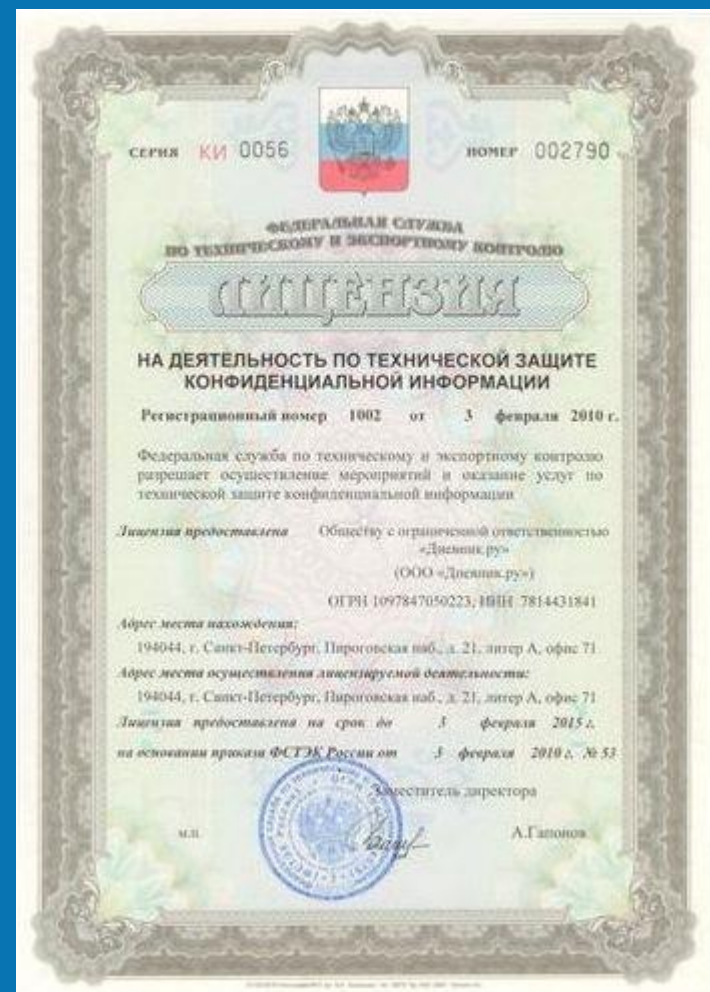 СЕРИЯ КИ 0056
НОМЕР 002790
ФЕДЕРАЛЬНАЯ СЛУЖБА
ПО ТЕХНИЧЕСКОМУ И ЭКСПОРТНОМУ КОНТРОЛЮ
ЛИЦЕНЗИЯ
НА ДЕЯТЕЛЬНОСТЬ ПО ТЕХНИЧЕСКОЙ ЗАЩИТЕ
КОНФИДЕНЦИАЛЬНОЙ ИНФОРМАЦИИ
Регистрационный номер 1002 от 3 февраля 2010 г.
Федеральная служба по техническому и экспортному контролю
разрешает осуществление мероприятий и оказание услуг по
технической защите конфиденциальной информации
Лицензия предоставлена Обществу с ограниченной ответственностью
«Дневник.ру»
(ООО «Дневник.ру»)
ОГРН 1097847050223, ИНН 7814431841
Адрес места нахождения:
194044, г. Санкт-Петербург, Пироговская наб., д. 21, литер А, офис 71
Адрес места осуществления лицензируемой деятельности:
194044, г. Санкт-Петербург, Пироговская наб., д. 21, литер А, офис 71
Лицензия предоставлена на срок до 3 февраля 2015 г.
на основании приказа ФСТЭК России от 3 февраля 2010 г. № 53
Заместитель директора
м.п.
А.Гапонов